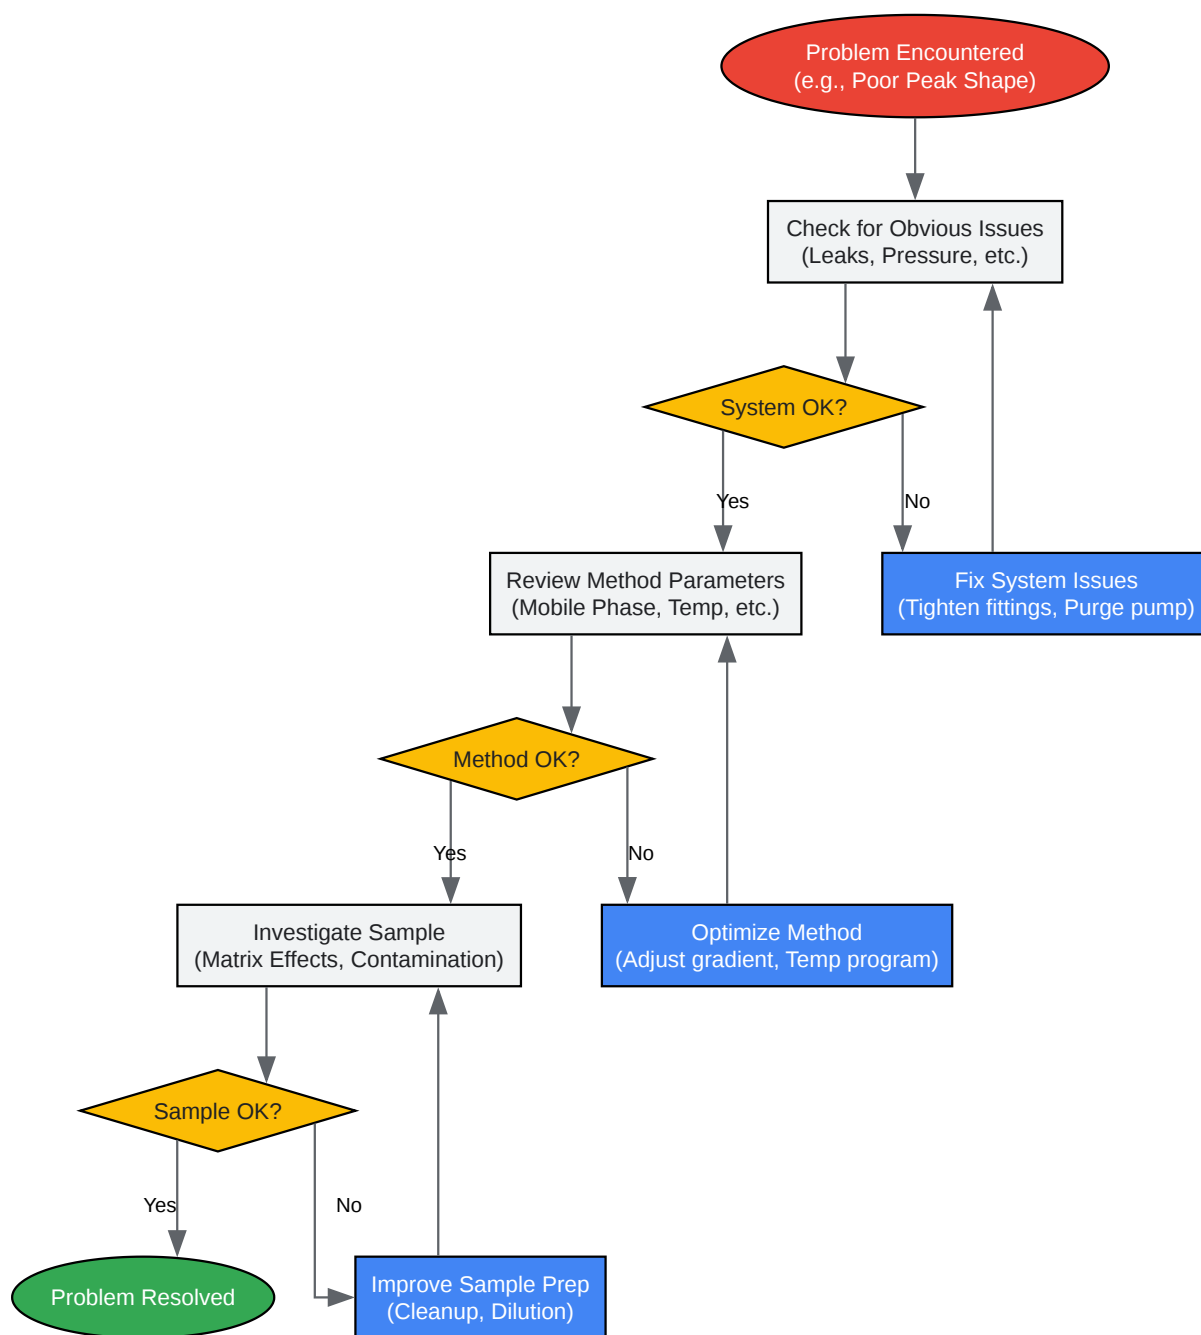 Problem Encountered
(e.g., Poor Peak Shape)
Check for Obvious Issues
(Leaks, Pressure, etc.)
System OK?
Yes
No
Review Method Parameters
(Mobile Phase, Temp, etc.)
Fix System Issues
(Tighten fittings, Purge pump)
Method OK?
Yes
No
Investigate Sample
(Matrix Effects, Contamination)
Optimize Method
(Adjust gradient, Temp program)
Sample OK?
Yes
No
Problem Resolved
Improve Sample Prep
(Cleanup, Dilution)